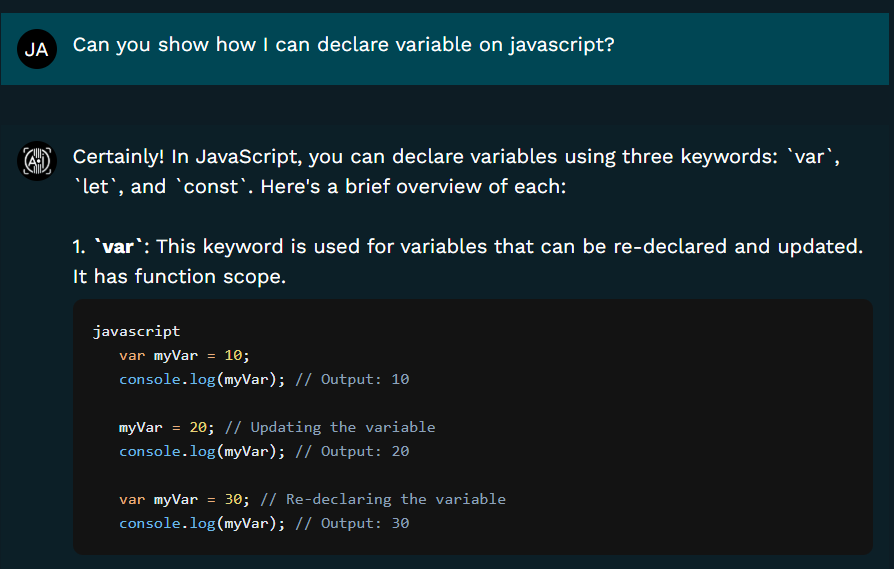 JA
Can you show how I can declare variable on javascript?
Ai
Certainly! In JavaScript, you can declare variables using three keywords: `var`,
`let`, and `const`. Here's a brief overview of each:
1. `var`: This keyword is used for variables that can be re-declared and updated.
It has function scope.
javascript
var myVar = 10;
console.log(myVar); // Output: 10
myVar = 20; // Updating the variable
console.log(myVar); // Output: 20
var myVar = 30; // Re-declaring the variable
console.log(myVar); // Output: 30